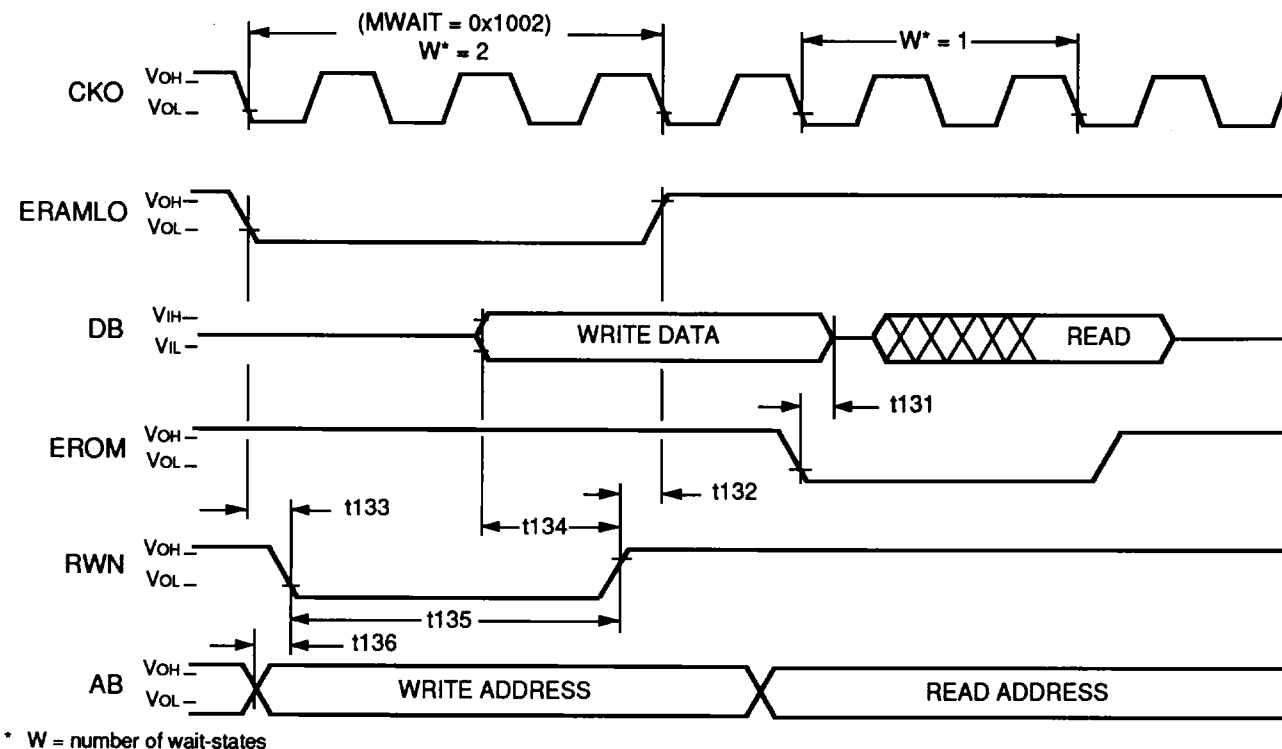 (MWAIT = 0x1002)
W* = 2
W* = 1
CKO
VOH
VOL
ERAMLO
VOH
VOL
DB
VIH
VIL
WRITE DATA
READ
t131
EROM
VOH
VOL
t132
t133
t134
RWN
VOH
VOL
t135
t136
AB
VOH
VOL
WRITE ADDRESS
READ ADDRESS
* W = number of wait-states